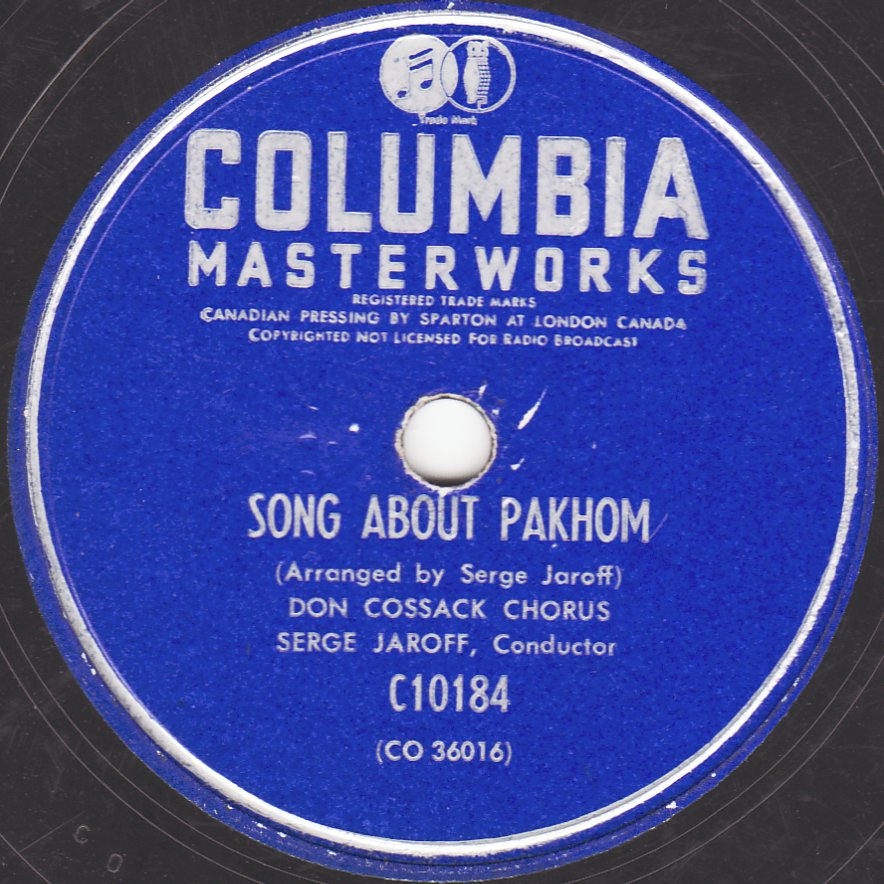 Trade Mark
COLUMBIA
MASTERWORKS
REGISTERED TRADE MARKS
CANADIAN PRESSING BY SPARTON AT LONDON CANADA
COPYRIGHTED NOT LICENSED FOR RADIO BROADCAST
SONG ABOUT PAKHOM
(Arranged by Serge Jaroff)
DON COSSACK CHORUS
SERGE JAROFF, Conductor
C10184
(CO 36016)
C O